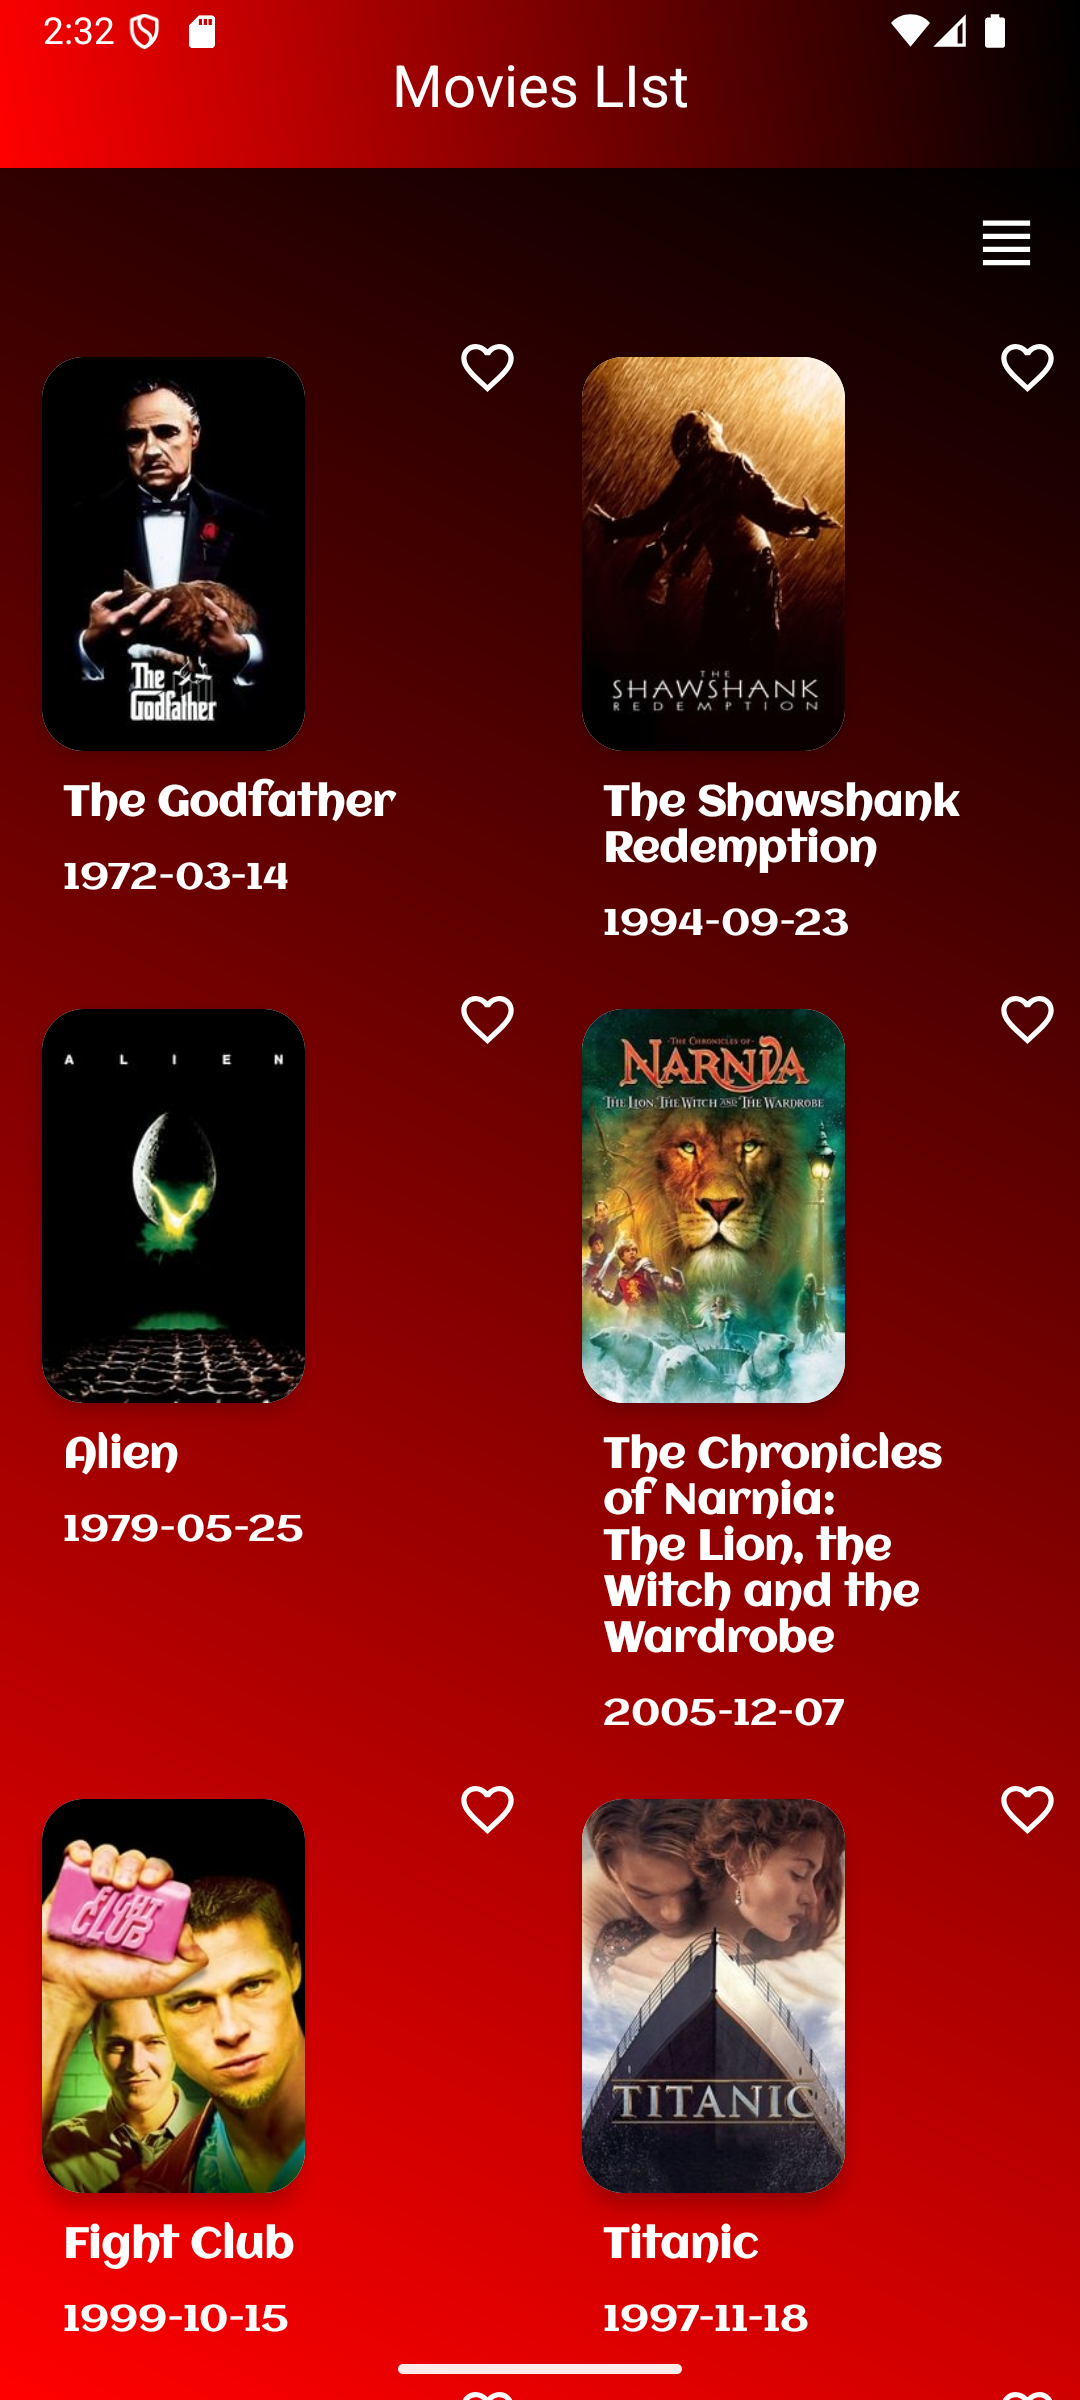 2:32
Movies LIst
The
Godfather
The Godfather
1972-03-14
THE
SHAWSHANK
REDEMPTION
The Shawshank
Redemption
1994-09-23
ALIEN
Alien
1979-05-25
THE CHRONICLES OF
NARNIA
THE LION, THE WITCH AND THE WARDROBE
The Chronicles
of Narnia:
The Lion, the
Witch and the
Wardrobe
2005-12-07
FIGHT
CLUB
Fight Club
1999-10-15
TITANIC
Titanic
1997-11-18